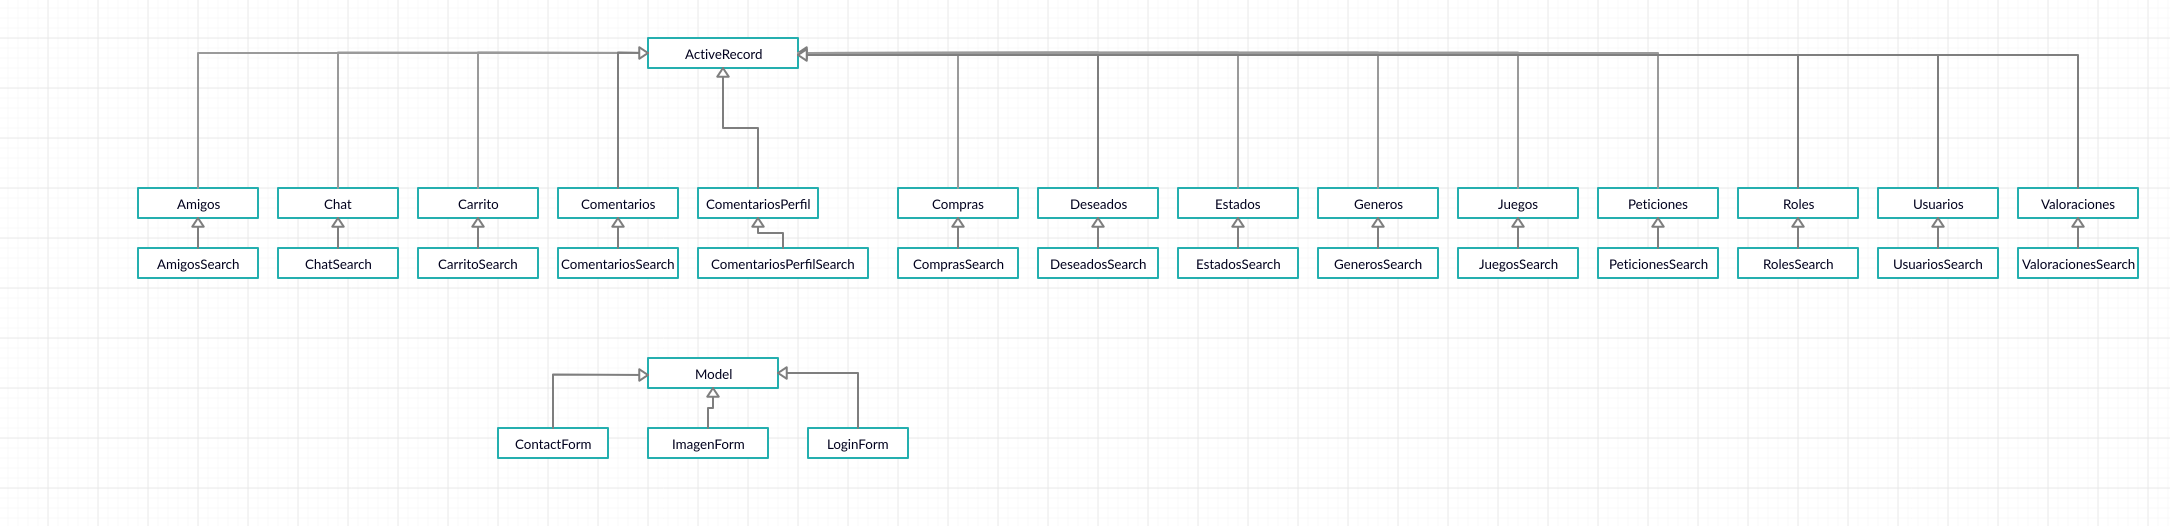 ActiveRecord
Amigos
Chat
Carrito
Comentarios
ComentariosPerfil
Compras
Deseados
Estados
Generos
Juegos
Peticiones
Roles
Usuarios
Valoraciones
AmigosSearch
ChatSearch
CarritoSearch
ComentariosSearch
ComentariosPerfilSearch
ComprasSearch
DeseadosSearch
EstadosSearch
GenerosSearch
JuegosSearch
PeticionesSearch
RolesSearch
UsuariosSearch
ValoracionesSearch
Model
ContactForm
ImagenForm
LoginForm